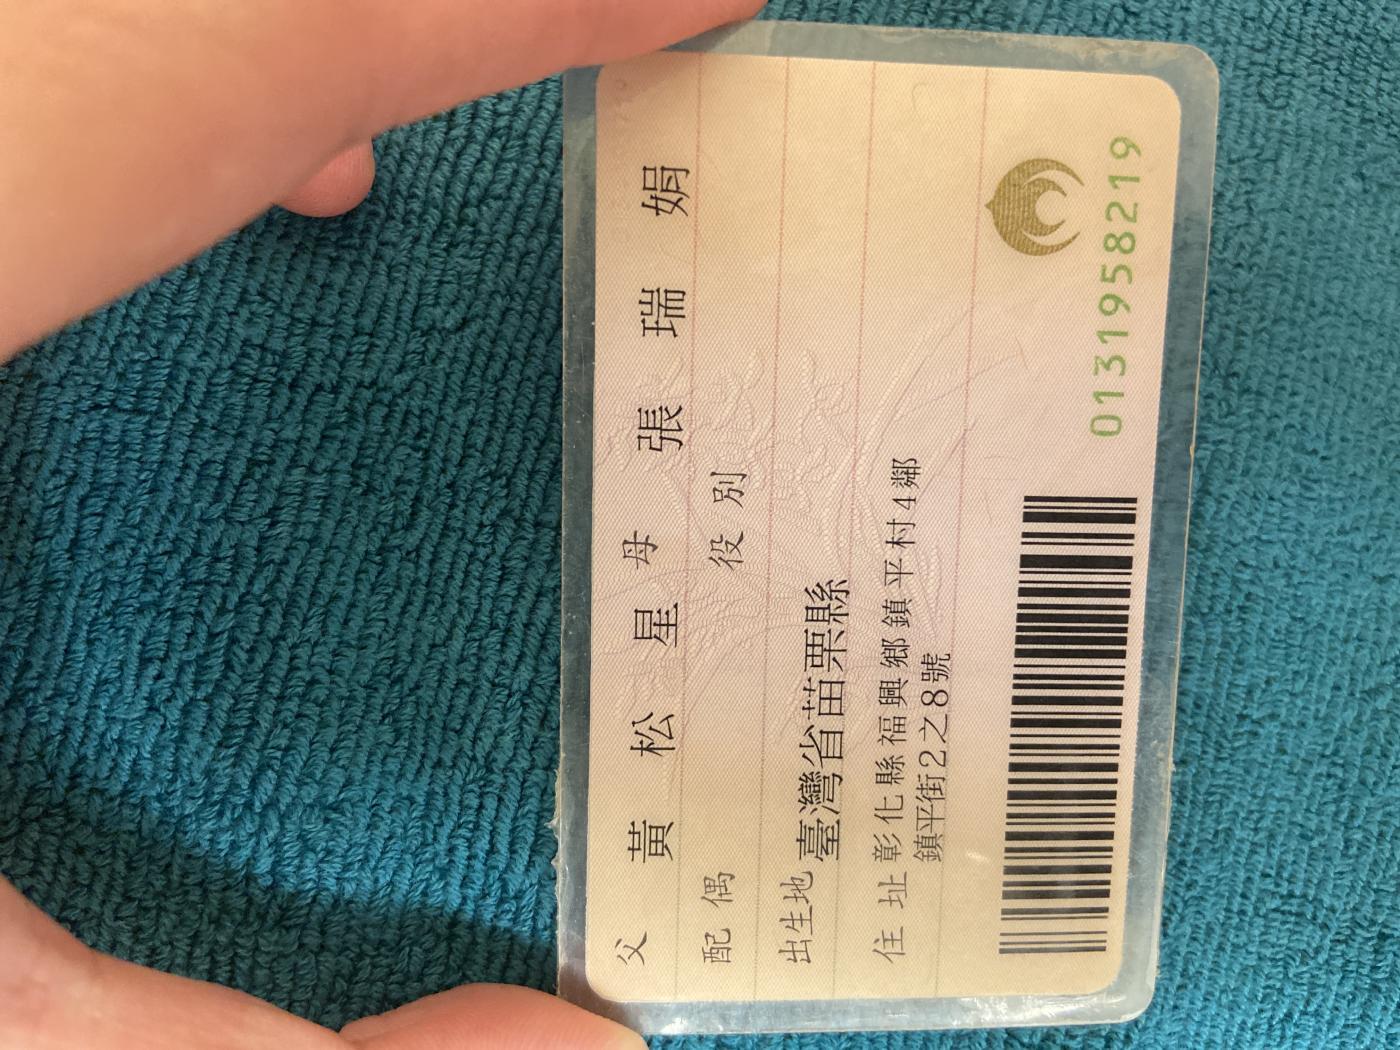 父 黃松星 母 張瑞娟
配偶 役別
出生地 臺灣省苗栗縣
住址 彰化縣福興鄉鎮平村4鄰
鎮平街2之8號
0131958219